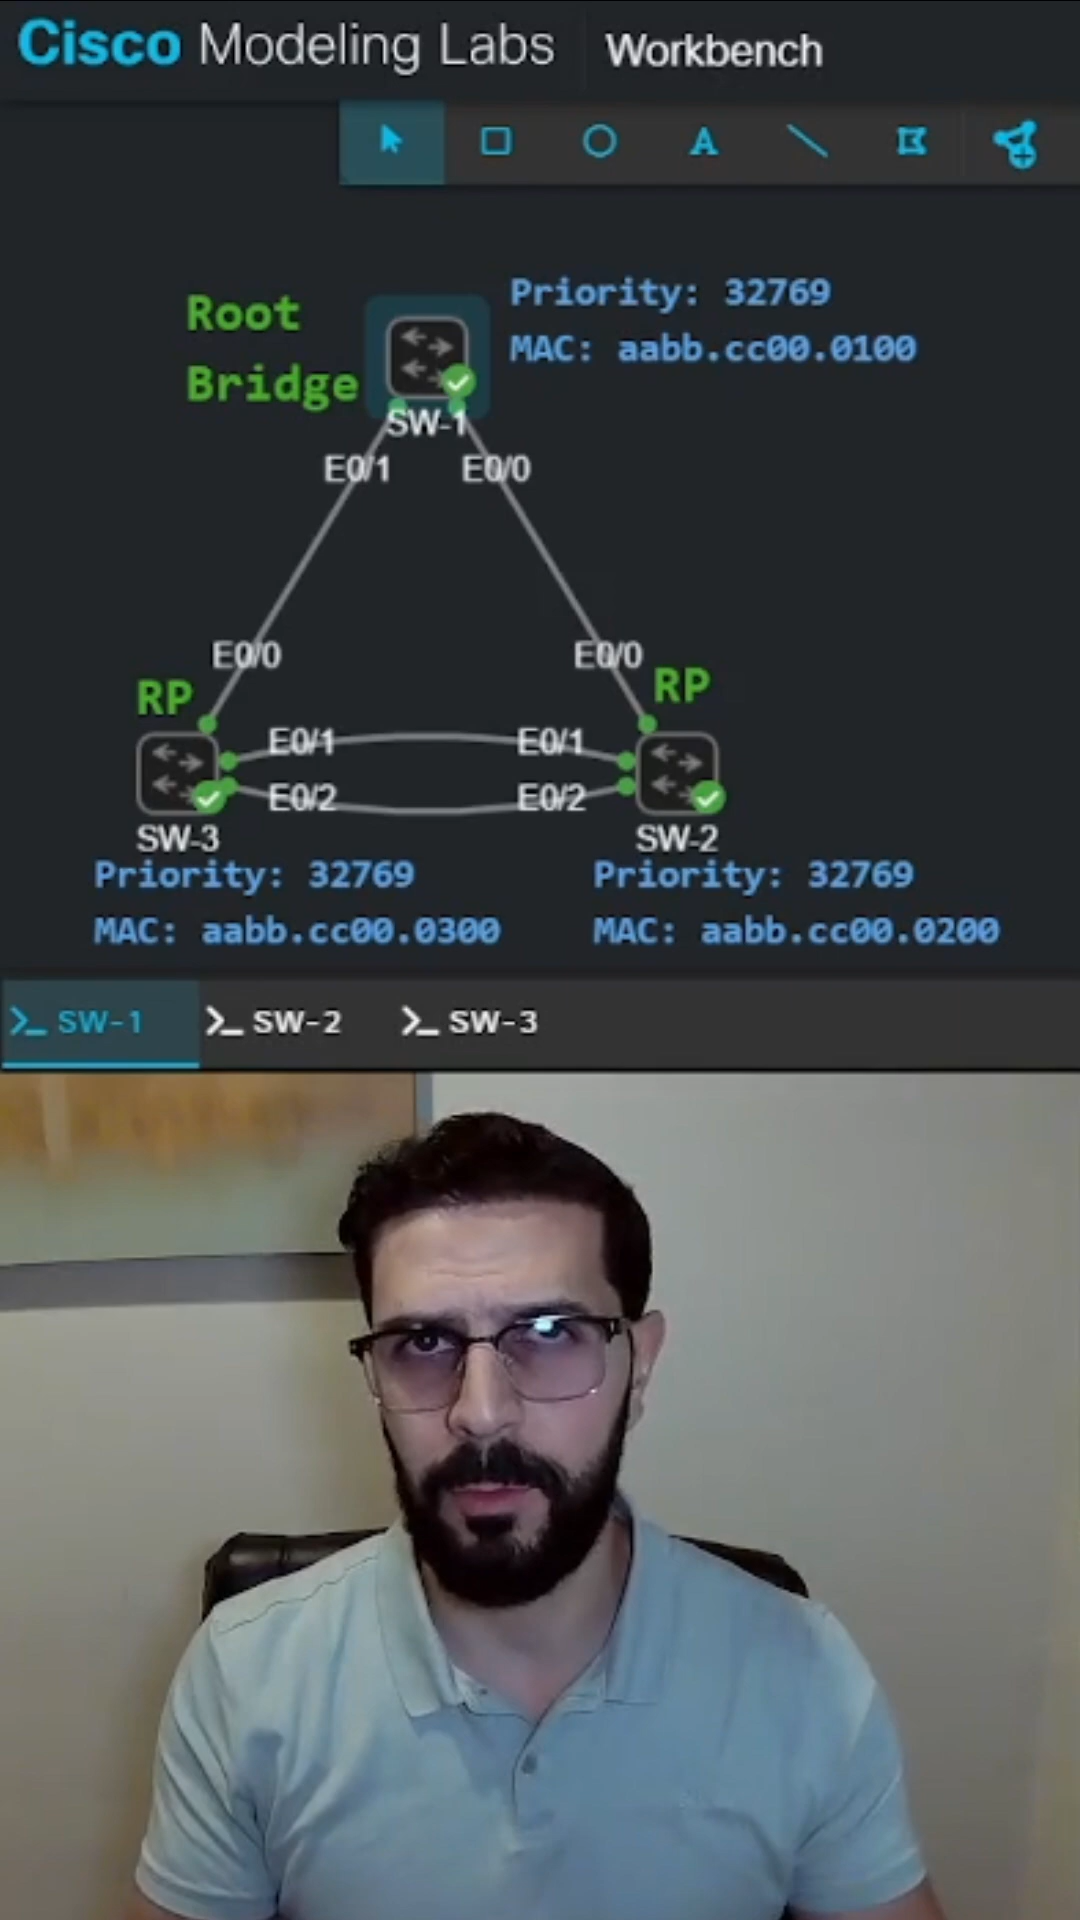 Cisco Modeling Labs Workbench
A
Root
Bridge
Priority: 32769
MAC: aabb.cc00.0100
SW-1
E0/1 E0/0
E0/0 E0/0
RP RP
E0/1 E0/1
E0/2 E0/2
SW-3 SW-2
Priority: 32769 Priority: 32769
MAC: aabb.cc00.0300 MAC: aabb.cc00.0200
>_ SW-1 >_ SW-2 >_ SW-3